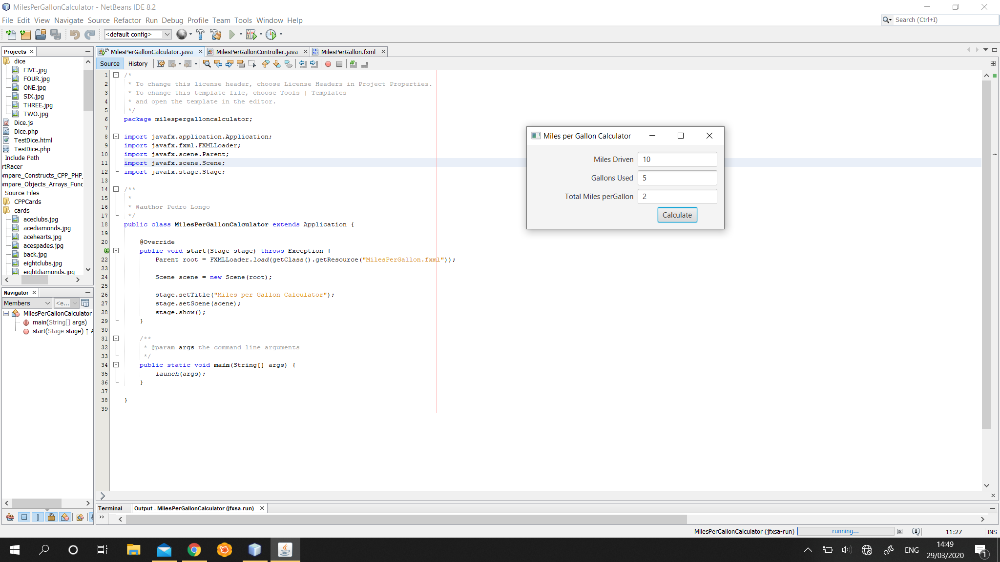 MilesPerGallonCalculator - NetBeans IDE 8.2
File Edit View Navigate Source Refactor Run Debug Profile Team Tools Window Help
Search (Ctrl+I)
<default config>
Projects
dice
FIVE.jpg
FOUR.jpg
ONE.jpg
SIX.jpg
THREE.jpg
TWO.jpg
Dice.js
Dice.php
TestDice.html
TestDice.php
Include Path
rtRacer
ompare_Constructs_CPP_PHP_
ompare_Objects_Arrays_Func
Source Files
CPPCards
cards
aceclubs.jpg
acediamonds.jpg
acehearts.jpg
acespades.jpg
back.jpg
eightclubs.jpg
eightdiamonds.jpg
Navigator
Members <e...
MilesPerGallonCalculator
main(String[] args)
start(Stage stage) ↑ A
MilesPerGallonCalculator.java MilesPerGallonController.java MilesPerGallon.fxml
Source History
1 /*
2 * To change this license header, choose License Headers in Project Properties.
3 * To change this template file, choose Tools | Templates
4 * and open the template in the editor.
5 */
6 package milespergalloncalculator;
7
8 import javafx.application.Application;
9 import javafx.fxml.FXMLLoader;
10 import javafx.scene.Parent;
11 import javafx.scene.Scene;
12 import javafx.stage.Stage;
13
14 /**
15 *
16 * @author Pedro Longo
17 */
18 public class MilesPerGallonCalculator extends Application {
19
20 @Override
public void start(Stage stage) throws Exception {
22 Parent root = FXMLLoader.load(getClass().getResource("MilesPerGallon.fxml"));
23
24 Scene scene = new Scene(root);
25
26 stage.setTitle("Miles per Gallon Calculator");
27 stage.setScene(scene);
28 stage.show();
29 }
30
31 /**
32 * @param args the command line arguments
33 */
34 public static void main(String[] args) {
35 launch(args);
36 }
37
38 }
39
Miles per Gallon Calculator
Miles Driven 10
Gallons Used 5
Total Miles perGallon 2
Calculate
Terminal Output - MilesPerGallonCalculator (jfxsa-run)
MilesPerGallonCalculator (jfxsa-run) running... 1 11:27 INS
ENG 14:49
29/03/2020 1